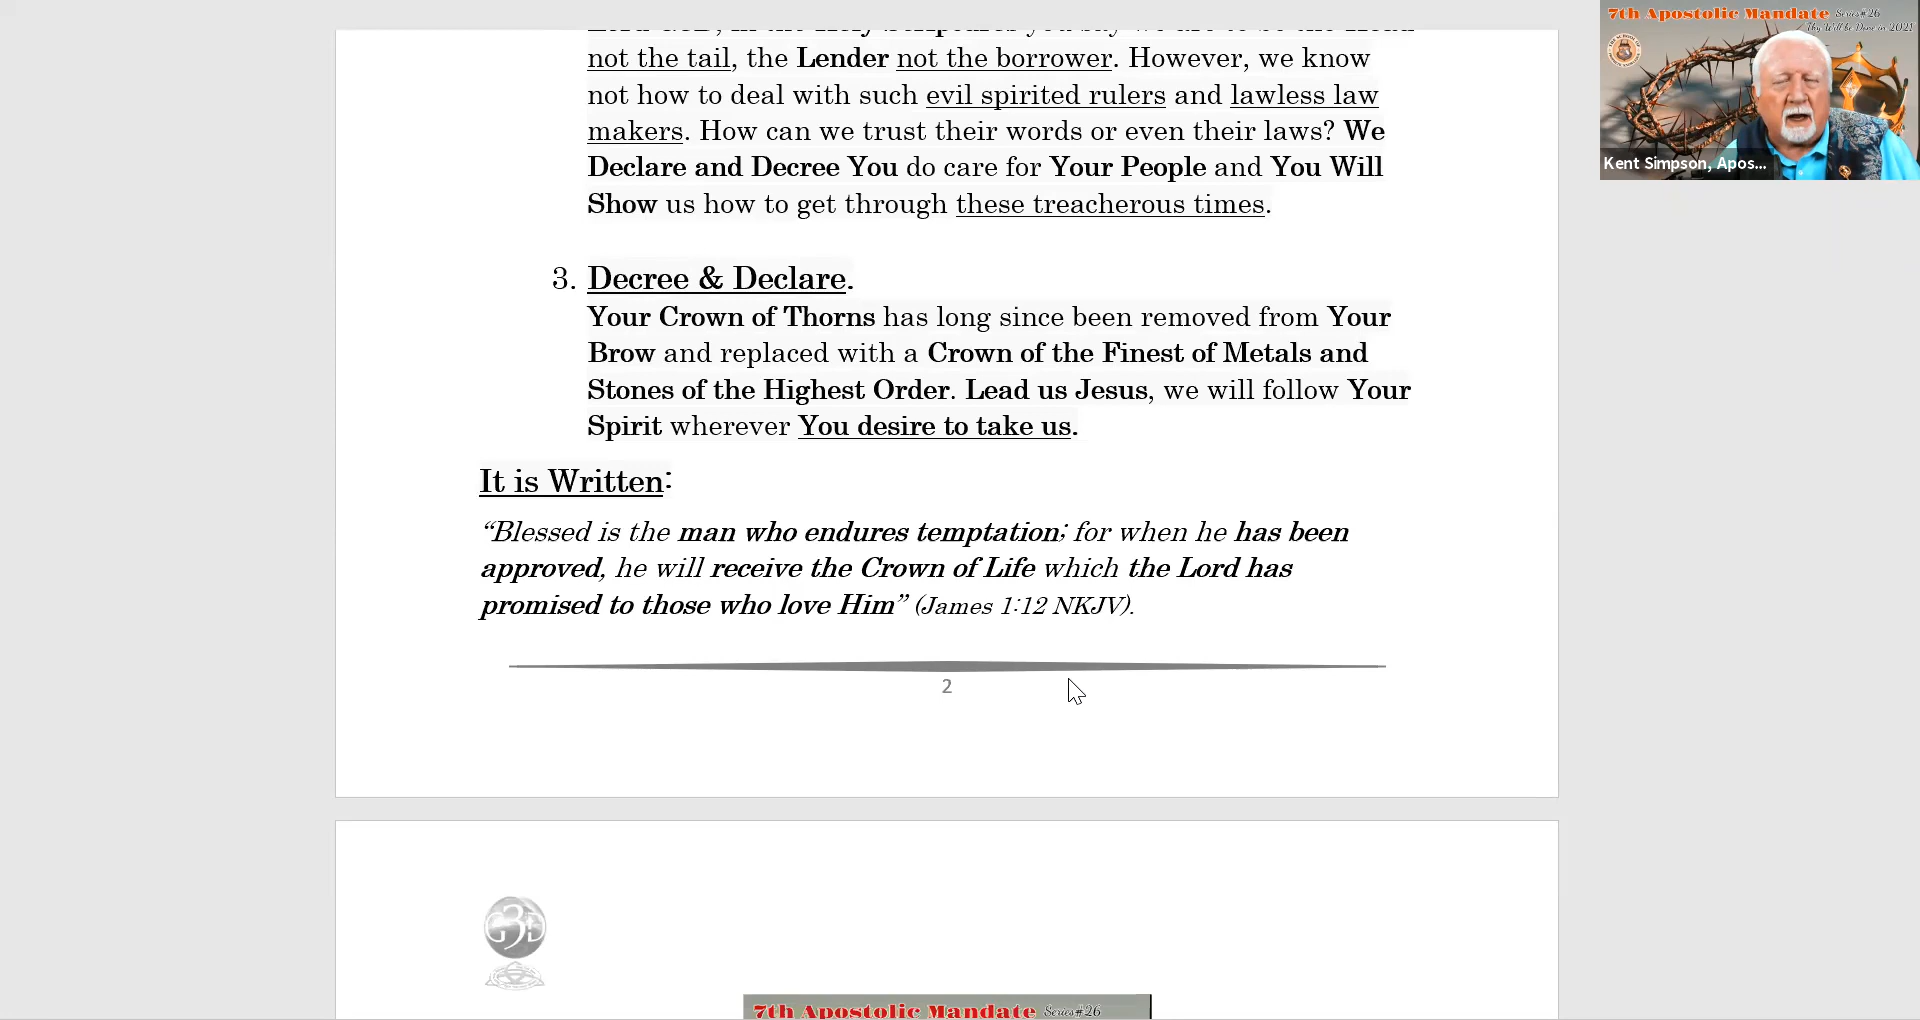 not the tail, the Lender not the borrower. However, we know
not how to deal with such evil spirited rulers and lawless law
makers. How can we trust their words or even their laws? We
Declare and Decree You do care for Your People and You Will
Show us how to get through these treacherous times.
3. Decree & Declare.
Your Crown of Thorns has long since been removed from Your
Brow and replaced with a Crown of the Finest of Metals and
Stones of the Highest Order. Lead us Jesus, we will follow Your
Spirit wherever You desire to take us.
It is Written:
“Blessed is the man who endures temptation; for when he has been
approved, he will receive the Crown of Life which the Lord has
promised to those who love Him” (James 1:12 NKJV).
2
G3D
7th Apostolic Mandate Series#26
7th Apostolic Mandate Series#26
Thy Will be Done in 2021
Kent Simpson, Apos...